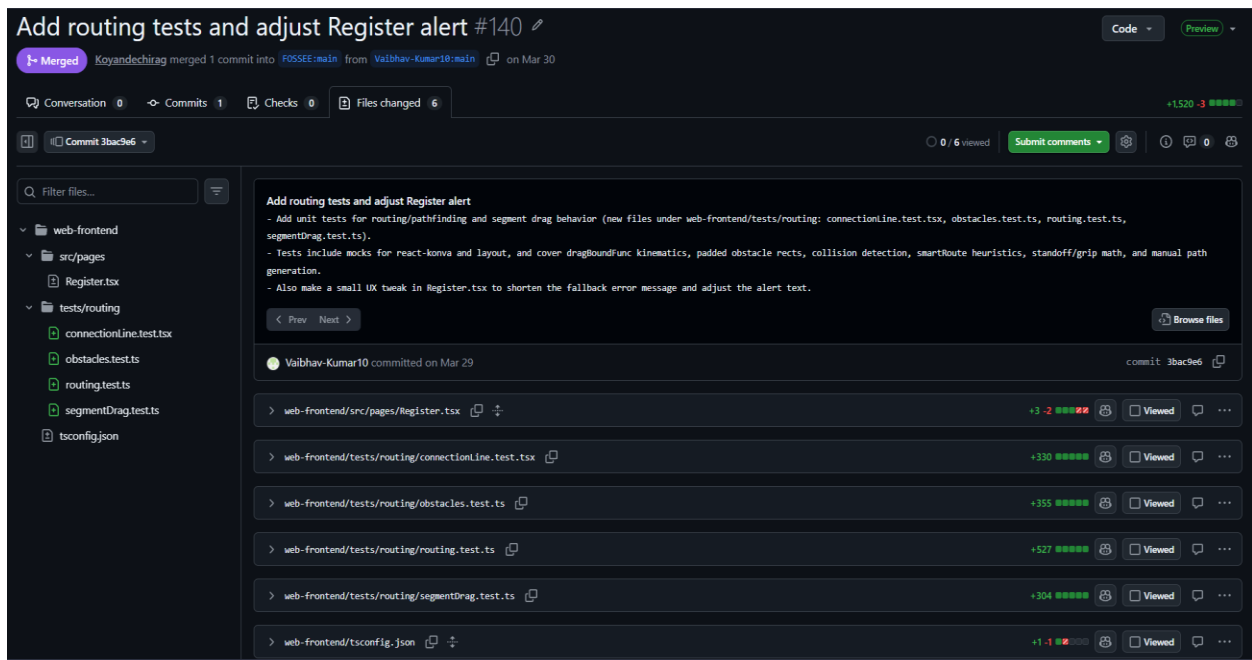 Add routing tests and adjust Register alert #140
Code
Preview
Merged Koyandechirag merged 1 commit into FOSSEE:main from Vaibhav-Kumar10:main on Mar 30
Conversation 0 Commits 1 Checks 0 Files changed 6
+1,520 -3
Commit 3bac9e6
0 / 6 viewed Submit comments 0
Filter files...
web-frontend
src/pages
Register.tsx
tests/routing
connectionLine.test.tsx
obstacles.test.ts
routing.test.ts
segmentDrag.test.ts
tsconfig.json
Add routing tests and adjust Register alert
- Add unit tests for routing/pathfinding and segment drag behavior (new files under web-frontend/tests/routing: connectionLine.test.tsx, obstacles.test.ts, routing.test.ts,
segmentDrag.test.ts).
- Tests include mocks for react-konva and layout, and cover dragBoundFunc kinematics, padded obstacle rects, collision detection, smartRoute heuristics, standoff/grip math, and manual path
generation.
- Also make a small UX tweak in Register.tsx to shorten the fallback error message and adjust the alert text.
Prev Next
Browse files
Vaibhav-Kumar10 committed on Mar 29
commit 3bac9e6
web-frontend/src/pages/Register.tsx +3 -2 Viewed
web-frontend/tests/routing/connectionLine.test.tsx +330 Viewed
web-frontend/tests/routing/obstacles.test.ts +355 Viewed
web-frontend/tests/routing/routing.test.ts +527 Viewed
web-frontend/tests/routing/segmentDrag.test.ts +304 Viewed
web-frontend/tsconfig.json +1 -1 Viewed